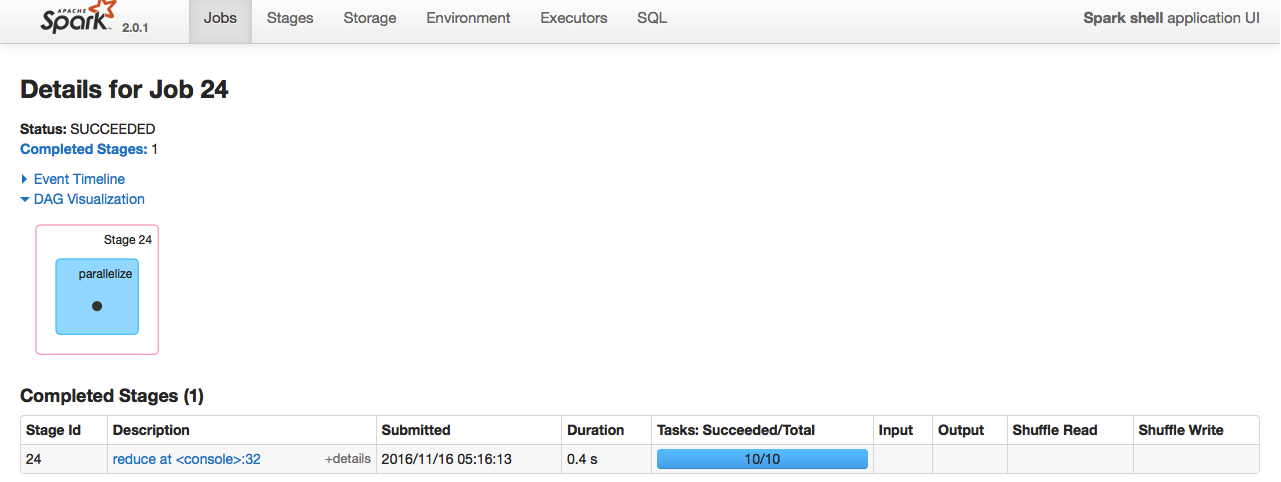 APACHE
Spark 2.0.1 Jobs Stages Storage Environment Executors SQL Spark shell application UI
Details for Job 24
Status: SUCCEEDED
Completed Stages: 1
Event Timeline
DAG Visualization
Stage 24
parallelize
Completed Stages (1)
Stage Id Description Submitted Duration Tasks: Succeeded/Total Input Output Shuffle Read Shuffle Write
24 reduce at <console>:32 +details 2016/11/16 05:16:13 0.4 s 10/10